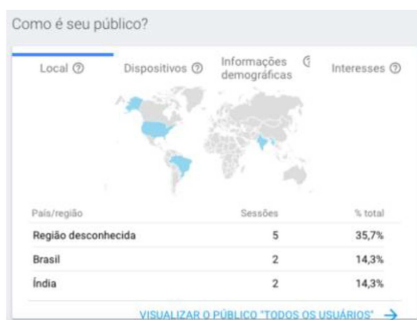 Como é seu público?
Local
Dispositivos
Informações
demográficas
Interesses
País/região Sessões % total
Região desconhecida 5 35,7%
Brasil 2 14,3%
Índia 2 14,3%
VISUALIZAR O PÚBLICO "TODOS OS USUÁRIOS" →